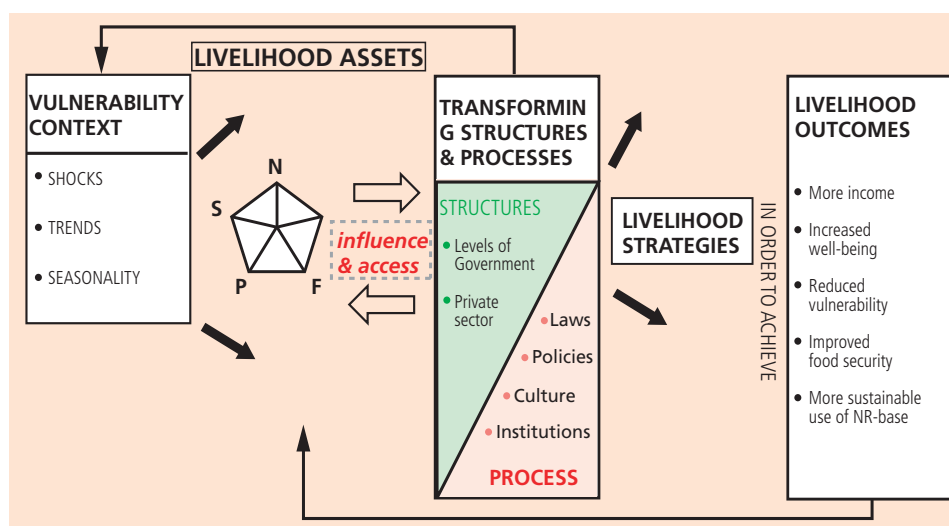 LIVELIHOOD ASSETS
VULNERABILITY
CONTEXT
• SHOCKS
• TRENDS
• SEASONALITY
N
S
P
F
influence
& access
TRANSFORMIN
G STRUCTURES
& PROCESSES
STRUCTURES
• Levels of
Government
• Private
sector
• Laws
• Policies
• Culture
• Institutions
PROCESS
LIVELIHOOD
STRATEGIES
IN ORDER TO ACHIEVE
LIVELIHOOD
OUTCOMES
• More income
• Increased
well-being
• Reduced
vulnerability
• Improved
food security
• More sustainable
use of NR-base